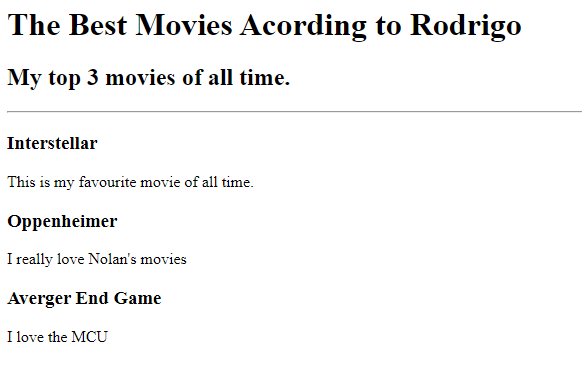 The Best Movies Acording to Rodrigo
My top 3 movies of all time.
Interstellar
This is my favourite movie of all time.
Oppenheimer
I really love Nolan's movies
Averger End Game
I love the MCU